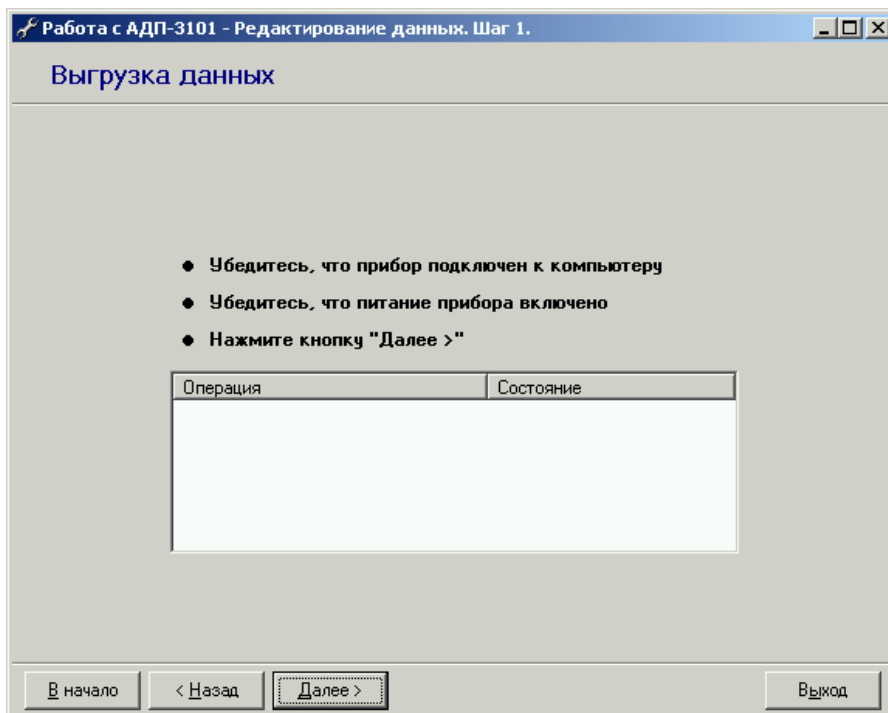 Работа с АДП-3101 - Редактирование данных. Шаг 1.
Выгрузка данных
● Убедитесь, что прибор подключен к компьютеру
● Убедитесь, что питание прибора включено
● Нажмите кнопку "Далее >"
Операция Состояние
В начало < Назад Далее > Выход